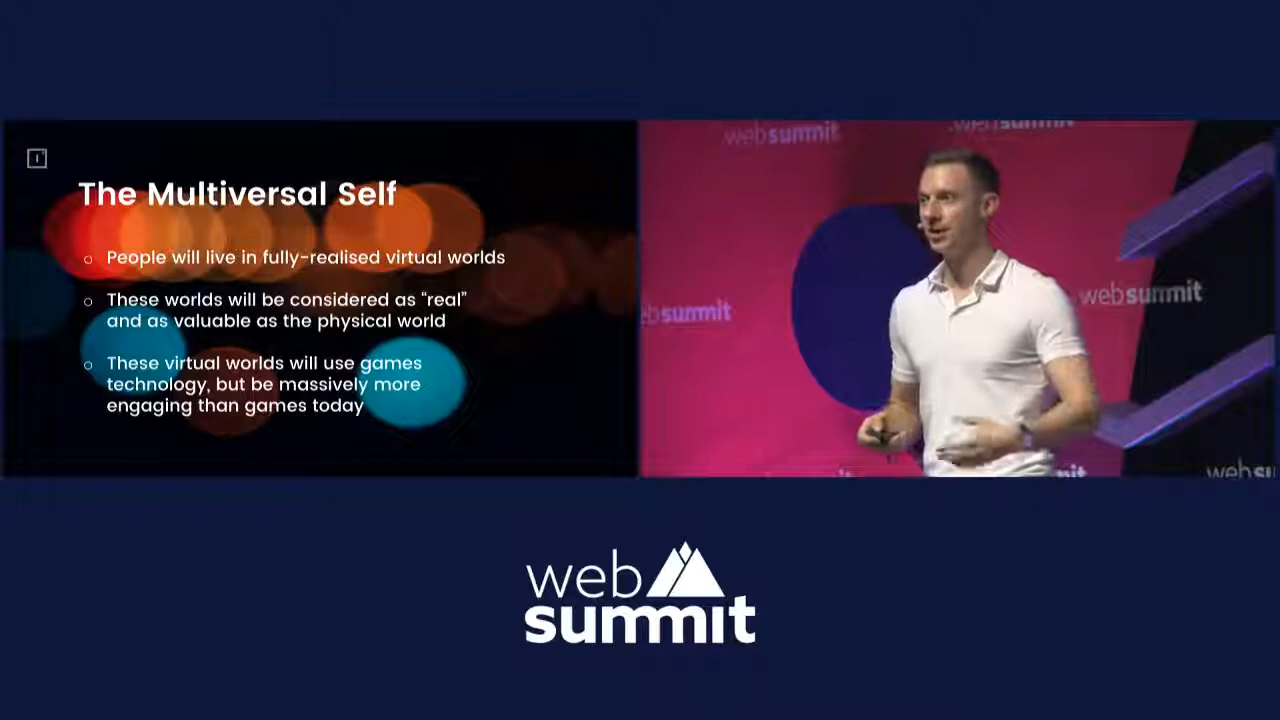 The Multiversal Self
○ People will live in fully-realised virtual worlds
○ These worlds will be considered as “real”
and as valuable as the physical world
○ These virtual worlds will use games
technology, but be massively more
engaging than games today
websummit
websummit
websummit
websummit
web
summit